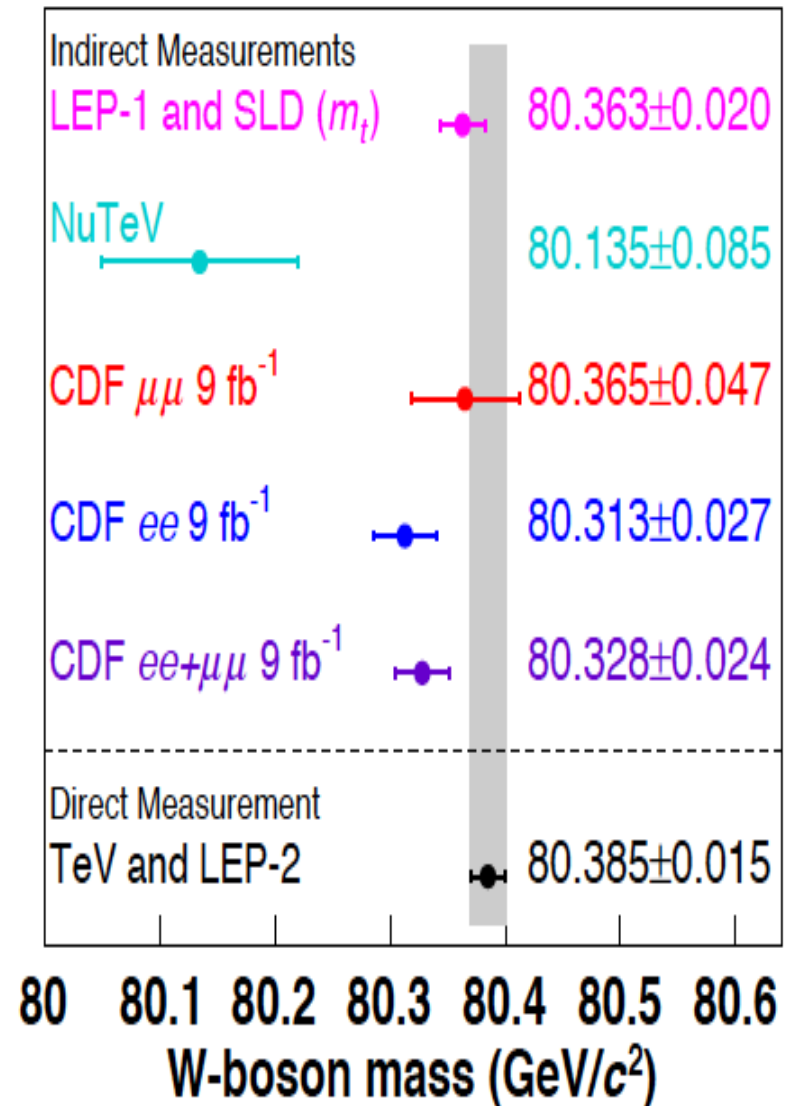 Indirect Measurements
LEP-1 and SLD (mₜ) 80.363±0.020
NuTeV 80.135±0.085
CDF μμ 9 fb⁻¹ 80.365±0.047
CDF ee 9 fb⁻¹ 80.313±0.027
CDF ee+μμ 9 fb⁻¹ 80.328±0.024
Direct Measurement
TeV and LEP-2 80.385±0.015
80 80.1 80.2 80.3 80.4 80.5 80.6
W-boson mass (GeV/c²)